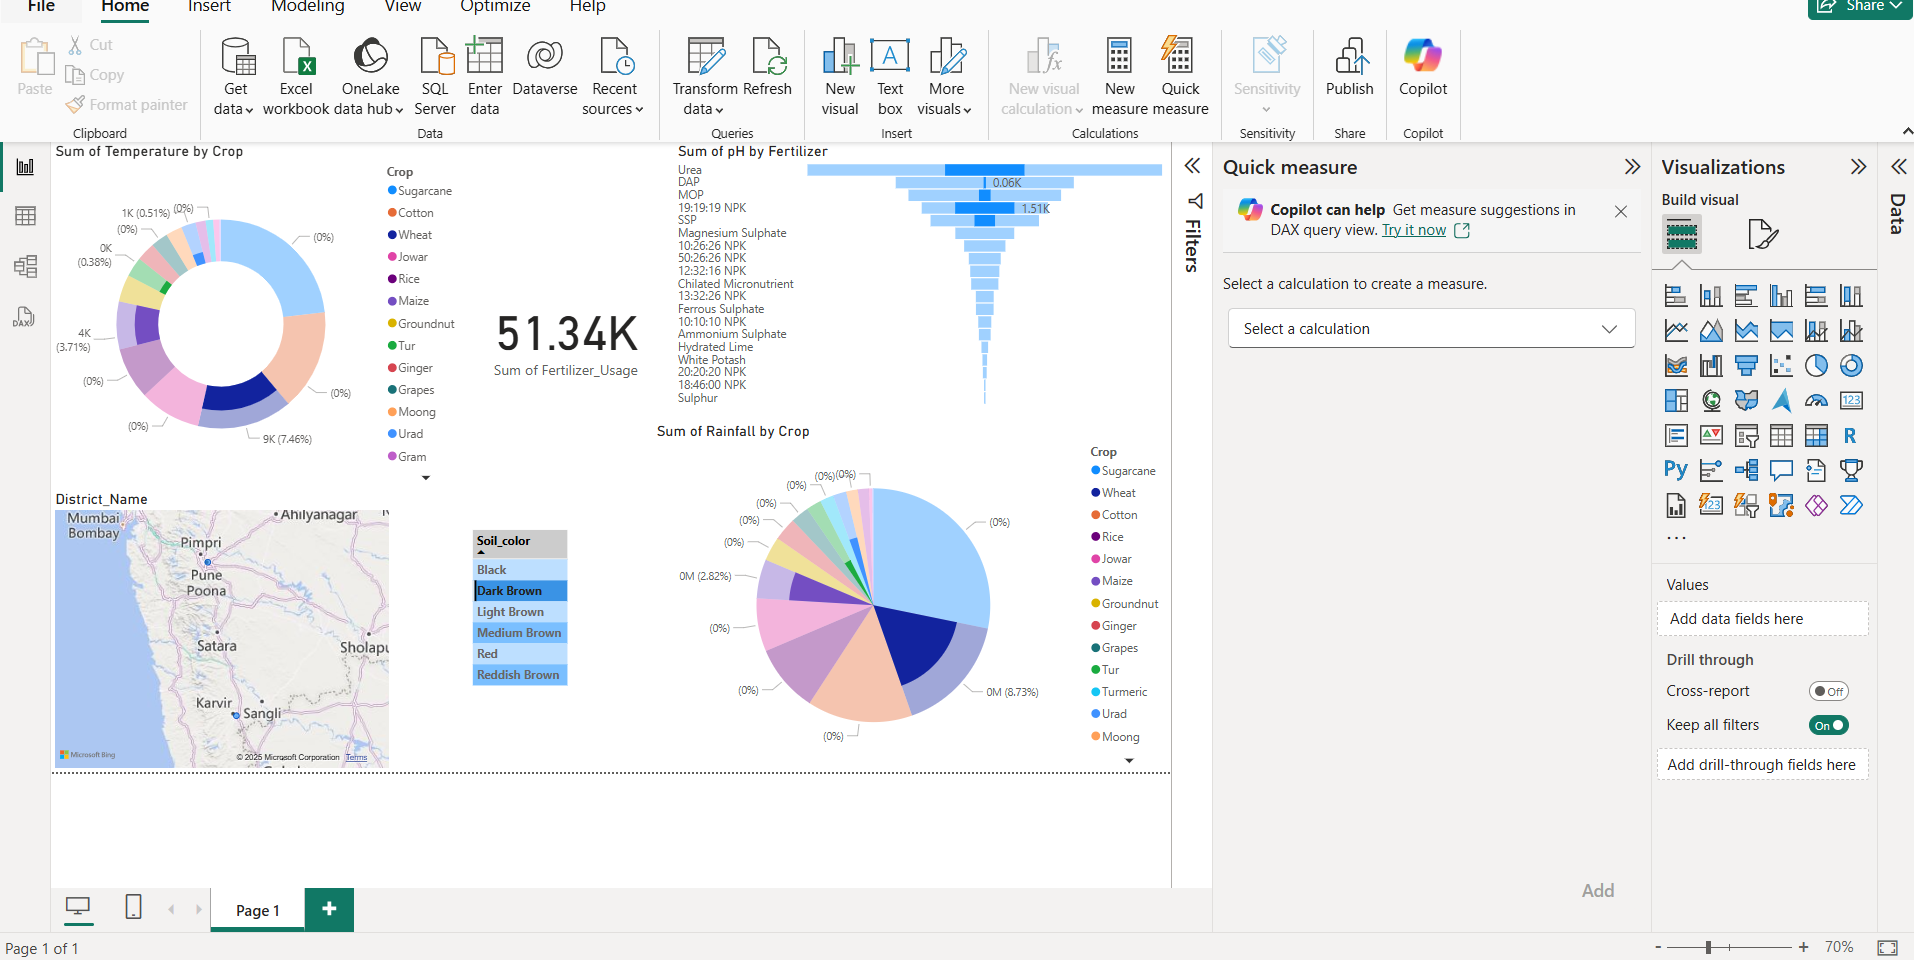 File Home Insert Modeling View Optimize Help
Share
Paste
Cut
Copy
Format painter
Clipboard
Get data
Excel workbook
OneLake data hub
SQL Server
Enter data
Dataverse
Recent sources
Data
Transform data
Refresh
Queries
New visual
Text box
More visuals
Insert
New visual calculation
New measure
Quick measure
Calculations
Sensitivity
Sensitivity
Publish
Share
Copilot
Copilot
Sum of Temperature by Crop
1K (0.51%)
(0%)
(0%)
0K
(0.38%)
4K
(3.71%)
(0%)
(0%)
9K (7.46%)
(0%)
(0%)
Crop
Sugarcane
Cotton
Wheat
Jowar
Rice
Maize
Groundnut
Tur
Ginger
Grapes
Moong
Urad
Gram
51.34K
Sum of Fertilizer_Usage
Sum of pH by Fertilizer
Urea
DAP
0.06K
MOP
19:19:19 NPK
1.51K
SSP
Magnesium Sulphate
10:26:26 NPK
50:26:26 NPK
12:32:16 NPK
Chilated Micronutrient
13:32:26 NPK
Ferrous Sulphate
10:10:10 NPK
Ammonium Sulphate
Hydrated Lime
White Potash
20:20:20 NPK
18:46:00 NPK
Sulphur
Sum of Rainfall by Crop
(0%)
(0%)
(0%)
(0%)
(0%)
(0%)
0M (2.82%)
(0%)
(0%)
(0%)
0M (8.73%)
(0%)
Crop
Sugarcane
Wheat
Cotton
Rice
Jowar
Maize
Groundnut
Ginger
Grapes
Tur
Turmeric
Urad
Moong
District_Name
Mumbai
Bombay
Ahilyanagar
Pimpri
Pune
Poona
Satara
Karvir
Sangli
Microsoft Bing
© 2025 Microsoft Corporation Terms
Soil_color
Black
Dark Brown
Light Brown
Medium Brown
Red
Reddish Brown
Filters
Quick measure
Copilot can help Get measure suggestions in
DAX query view. Try it now
Select a calculation to create a measure.
Select a calculation
Add
Visualizations
Build visual
123
R
Py
123
...
Values
Add data fields here
Drill through
Cross-report
Off
Keep all filters
On
Add drill-through fields here
Data
DAX
Page 1
+
Page 1 of 1
- + 70%